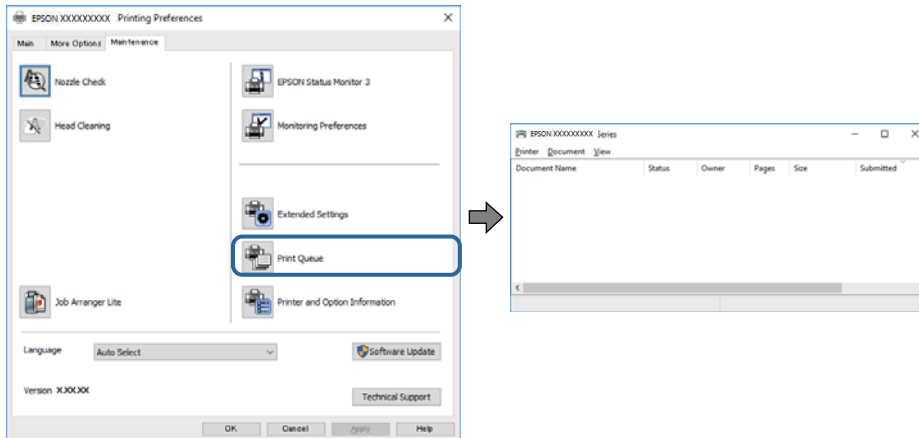 EPSON XXXXXXXXX Printing Preferences
Main More Options Maintenance
Nozzle Check
EPSON Status Monitor 3
Head Cleaning
Monitoring Preferences
Extended Settings
Print Queue
Job Arranger Lite
Printer and Option Information
Language Auto Select
Software Update
Version X.XX.XX
Technical Support
OK Cancel Apply Help
EPSON XXXXXXXXX Series
Printer Document View
Document Name Status Owner Pages Size Submitted